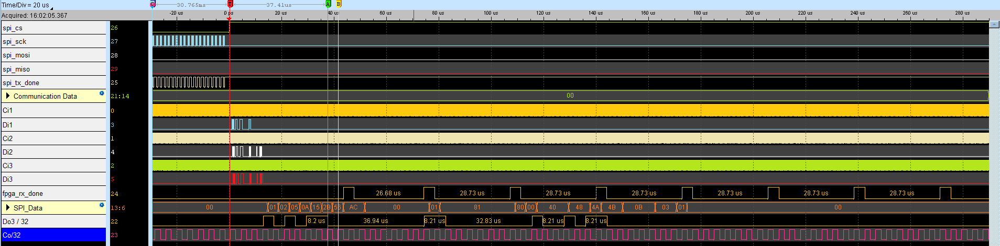 Time/Div = 20 us
C 30.765ms T 37.41us A B
-20 us 0 ps 20 us 40 us 60 us 80 us 100 us 120 us 140 us 160 us 180 us 200 us 220 us 240 us 260 us 280 us
Acquired: 16:02:05.367
spi_cs 26
spi_sck 27
spi_mosi 28
spi_miso 29
spi_tx_done 25
Communication Data 21:14 00
Ci1 0
Di1 3
Ci2 1
Di2 4
Ci3 2
Di3 5
fpga_rx_done 24 26.68 us 28.73 us 28.73 us 28.73 us 28.73 us 28.73 us 28.73 us
SPI_Data 13:6 00 01 02 05 0A 15 2B 56 AC 00 01 81 80 00 40 48 4A 4B 0B 03 01 00
Do3 / 32 22 8.2 us 36.94 us 8.21 us 32.83 us 8.21 us 8.21 us
Co/32 23